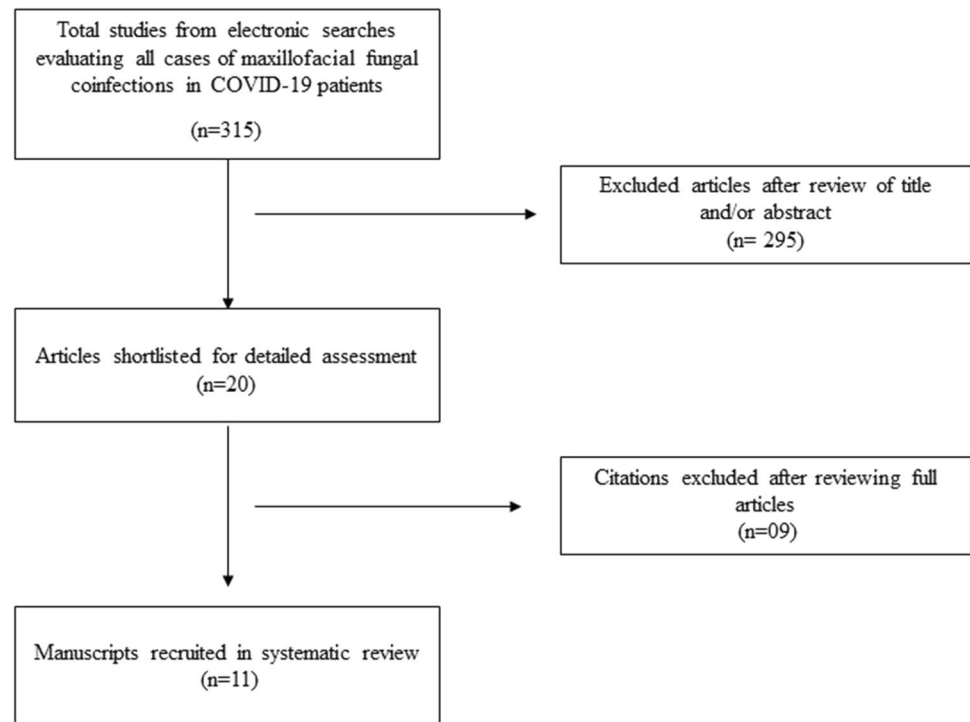 Total studies from electronic searches
evaluating all cases of maxillofacial fungal
coinfections in COVID-19 patients
(n=315)
Excluded articles after review of title
and/or abstract
(n= 295)
Articles shortlisted for detailed assessment
(n=20)
Citations excluded after reviewing full
articles
(n=09)
Manuscripts recruited in systematic review
(n=11)